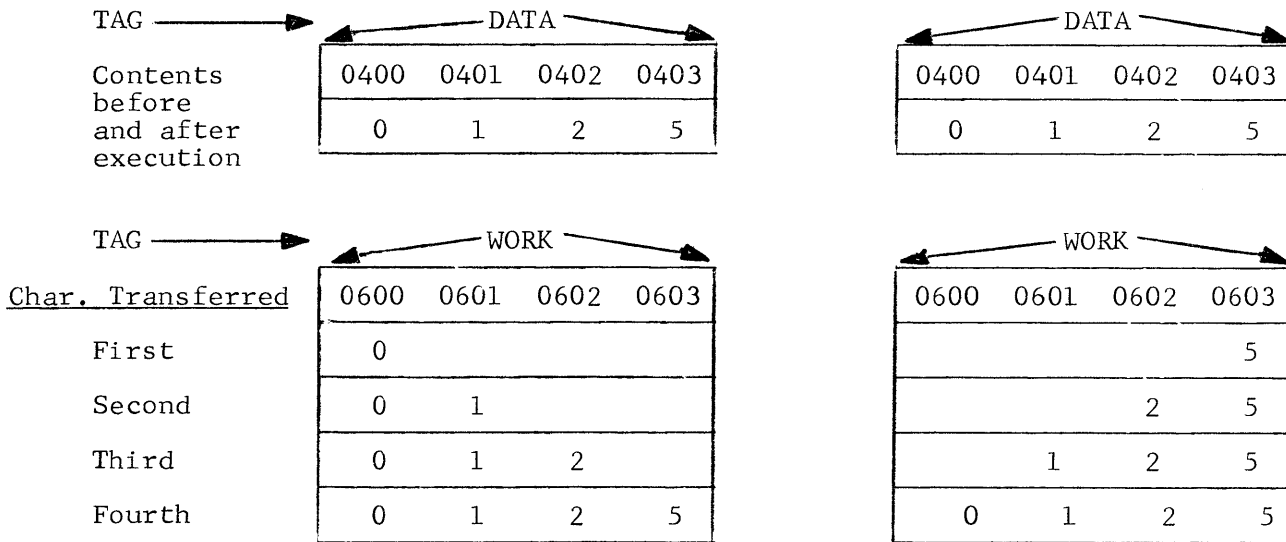 TAG DATA DATA
Contents 0400 0401 0402 0403 0400 0401 0402 0403
before
and after 0 1 2 5 0 1 2 5
execution
TAG WORK WORK
Char. Transferred 0600 0601 0602 0603 0600 0601 0602 0603
First 0 5
Second 0 1 2 5
Third 0 1 2 1 2 5
Fourth 0 1 2 5 0 1 2 5